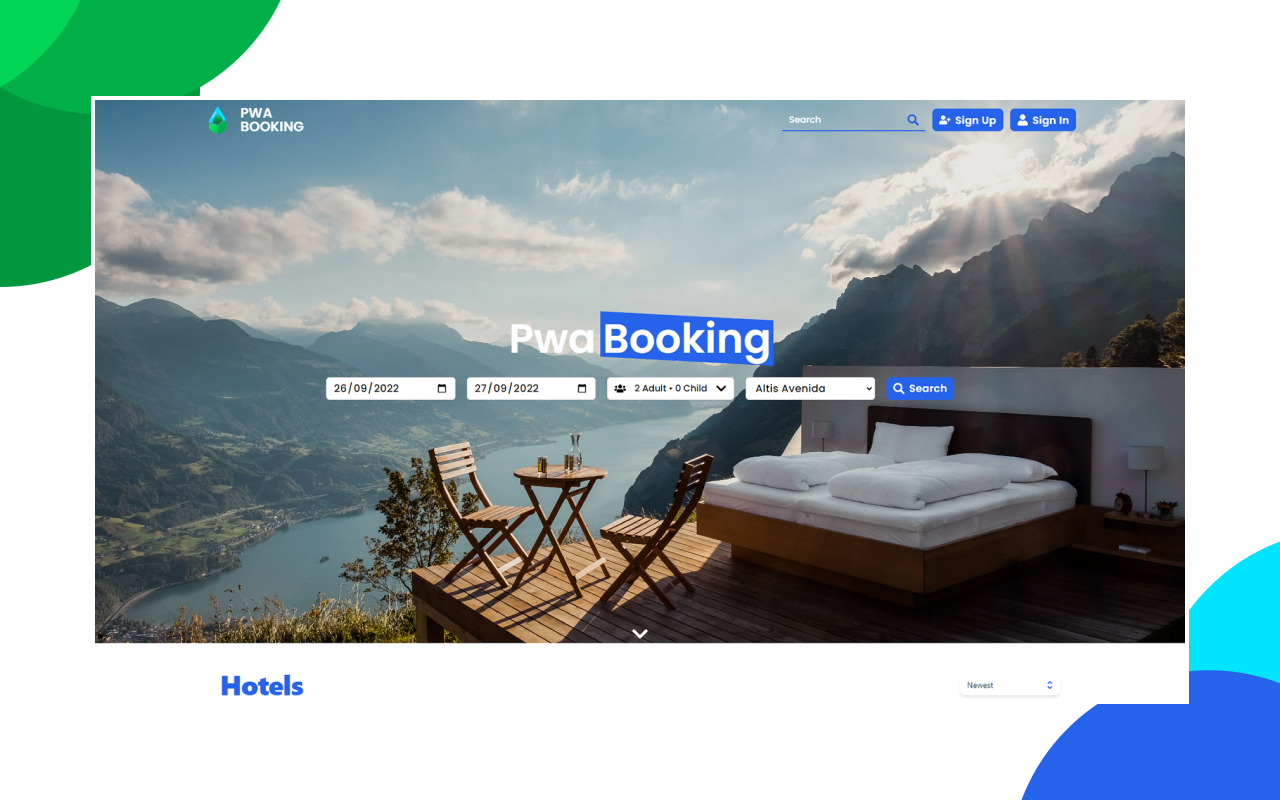 PWA
BOOKING
Search
Sign Up
Sign In
Pwa Booking
26/09/2022
27/09/2022
2 Adult • 0 Child
Altis Avenida
Search
Hotels
Newest